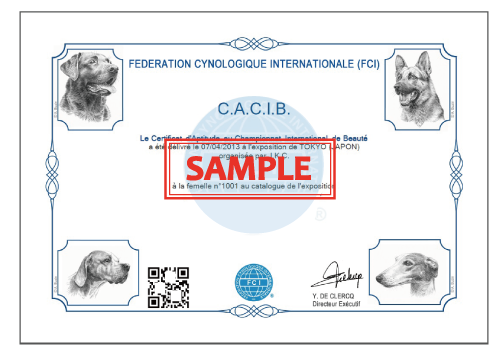 FEDERATION CYNOLOGIQUE INTERNATIONALE (FCI)
C.A.C.I.B.
Le Certificat d'Aptitude au Championnat International de Beauté
a été délivré le 07/04/2013 à l'exposition de TOKYO (JAPON)
organisée par J.K.C.
SAMPLE
à la femelle n°1001 au catalogue de l'exposition
FCI
®
®
Y. DE CLERCQ
Directeur Exécutif